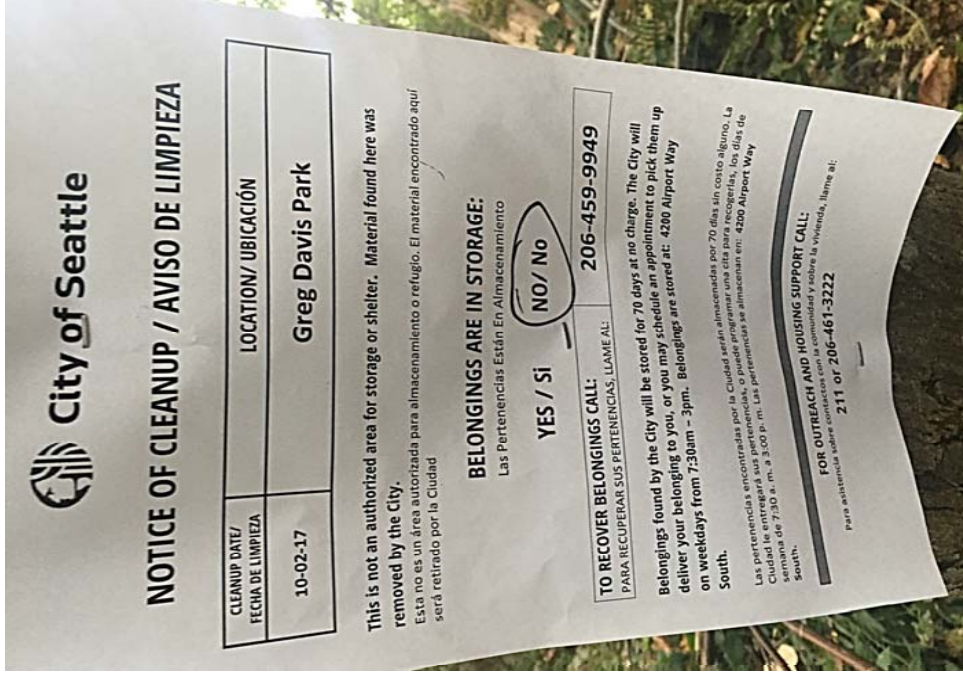 City of Seattle
NOTICE OF CLEANUP / AVISO DE LIMPIEZA
CLEANUP DATE/
FECHA DE LIMPIEZA
LOCATION/ UBICACIÓN
10-02-17
Greg Davis Park
This is not an authorized area for storage or shelter. Material found here was
removed by the City.
Esta no es un área autorizada para almacenamiento o refugio. El material encontrado aquí
será retirado por la Ciudad
BELONGINGS ARE IN STORAGE:
Las Pertenencias Están En Almacenamiento
YES / Si NO/ No
TO RECOVER BELONGINGS CALL:
PARA RECUPERAR SUS PERTENENCIAS, LLAME AL:
206-459-9949
Belongings found by the City will be stored for 70 days at no charge. The City will
deliver your belonging to you, or you may schedule an appointment to pick them up
on weekdays from 7:30am – 3pm. Belongings are stored at: 4200 Airport Way
South.
Las pertenencias encontradas por la Ciudad serán almacenadas por 70 días sin costo alguno. La
Ciudad le entregará sus pertenencias, o puede programar una cita para recogerlas, los días de
semana de 7:30 a. m. a 3:00 p. m. Las pertenencias se almacenan en: 4200 Airport Way
South.
FOR OUTREACH AND HOUSING SUPPORT CALL:
Para asistencia sobre contactos con la comunidad y sobre la vivienda, llame al:
211 or 206-461-3222